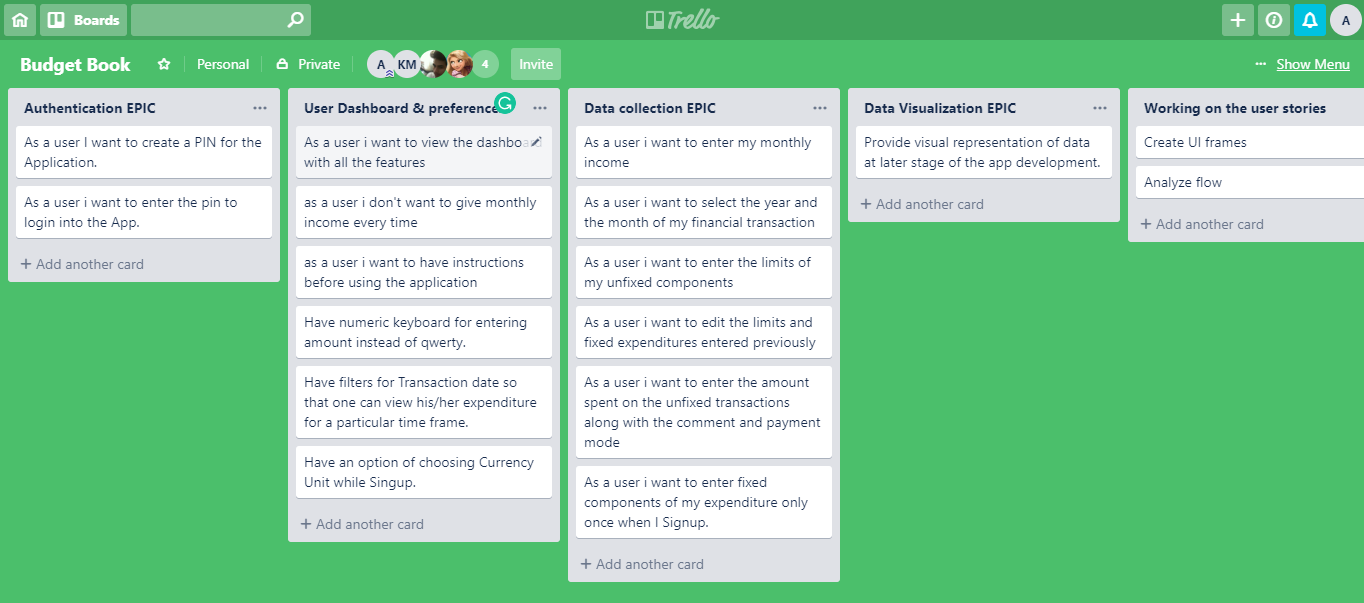 Boards
Trello
A
Budget Book
Personal
Private
A
KM
4
Invite
Show Menu
Authentication EPIC
As a user I want to create a PIN for the
Application.
As a user i want to enter the pin to
login into the App.
+ Add another card
User Dashboard & preference
As a user i want to view the dashboard
with all the features
as a user i don't want to give monthly
income every time
as a user i want to have instructions
before using the application
Have numeric keyboard for entering
amount instead of qwerty.
Have filters for Transaction date so
that one can view his/her expenditure
for a particular time frame.
Have an option of choosing Currency
Unit while Singup.
+ Add another card
Data collection EPIC
As a user i want to enter my monthly
income
As a user i want to select the year and
the month of my financial transaction
As a user i want to enter the limits of
my unfixed components
As a user i want to edit the limits and
fixed expenditures entered previously
As a user i want to enter the amount
spent on the unfixed transactions
along with the comment and payment
mode
As a user i want to enter fixed
components of my expenditure only
once when I Signup.
+ Add another card
Data Visualization EPIC
Provide visual representation of data
at later stage of the app development.
+ Add another card
Working on the user stories
Create UI frames
Analyze flow
+ Add another card